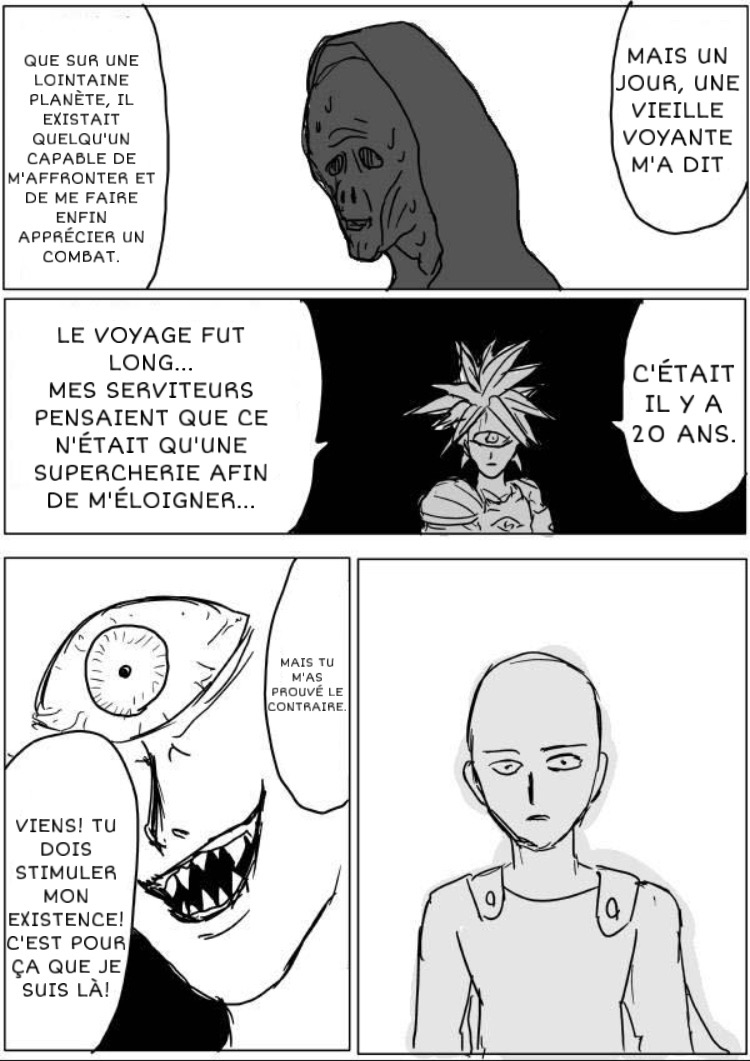 MAIS UN
JOUR, UNE
VIEILLE
VOYANTE
M'A DIT
QUE SUR UNE
LOINTAINE
PLANÈTE, IL
EXISTAIT
QUELQU'UN
CAPABLE DE
M'AFFRONTER ET
DE ME FAIRE
ENFIN
APPRÉCIER UN
COMBAT.
C'ÉTAIT
IL Y A
20 ANS.
LE VOYAGE FUT
LONG...
MES SERVITEURS
PENSAIENT QUE CE
N'ÉTAIT QU'UNE
SUPERCHERIE AFIN
DE M'ÉLOIGNER...
MAIS TU
M'AS
PROUVÉ LE
CONTRAIRE.
VIENS! TU
DOIS
STIMULER
MON
EXISTENCE!
C'EST POUR
ÇA QUE JE
SUIS LÀ!